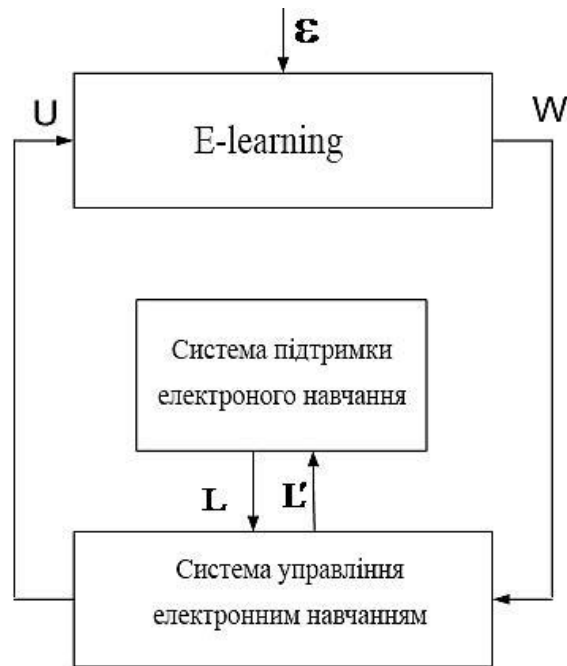 ε
U
W
E-learning
Система підтримки
електроного навчання
L
L'
Система управління
електронним навчанням